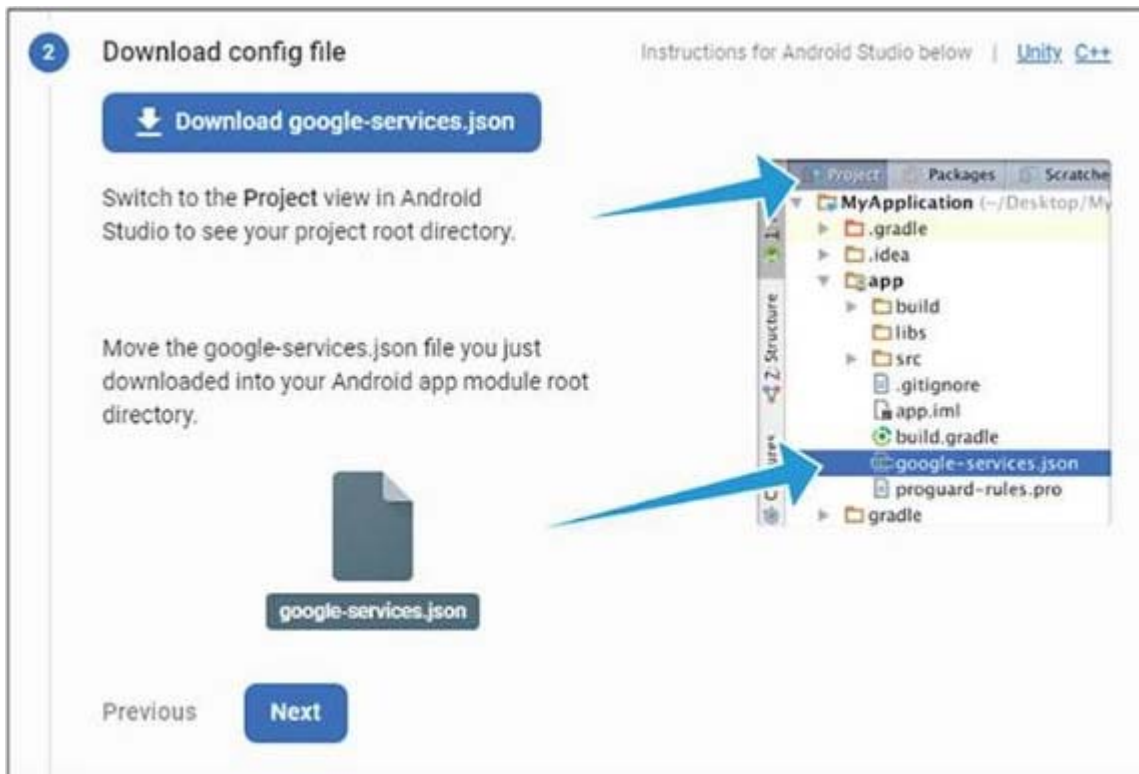 2
Download config file
Instructions for Android Studio below | Unity C++
Download google-services.json
Switch to the Project view in Android
Studio to see your project root directory.
Move the google-services.json file you just
downloaded into your Android app module root
directory.
google-services.json
Project Packages Scratche
MyApplication (~/Desktop/My
.gradle
.idea
app
build
libs
src
.gitignore
app.iml
build.gradle
google-services.json
proguard-rules.pro
gradle
Z: Structure
Previous
Next